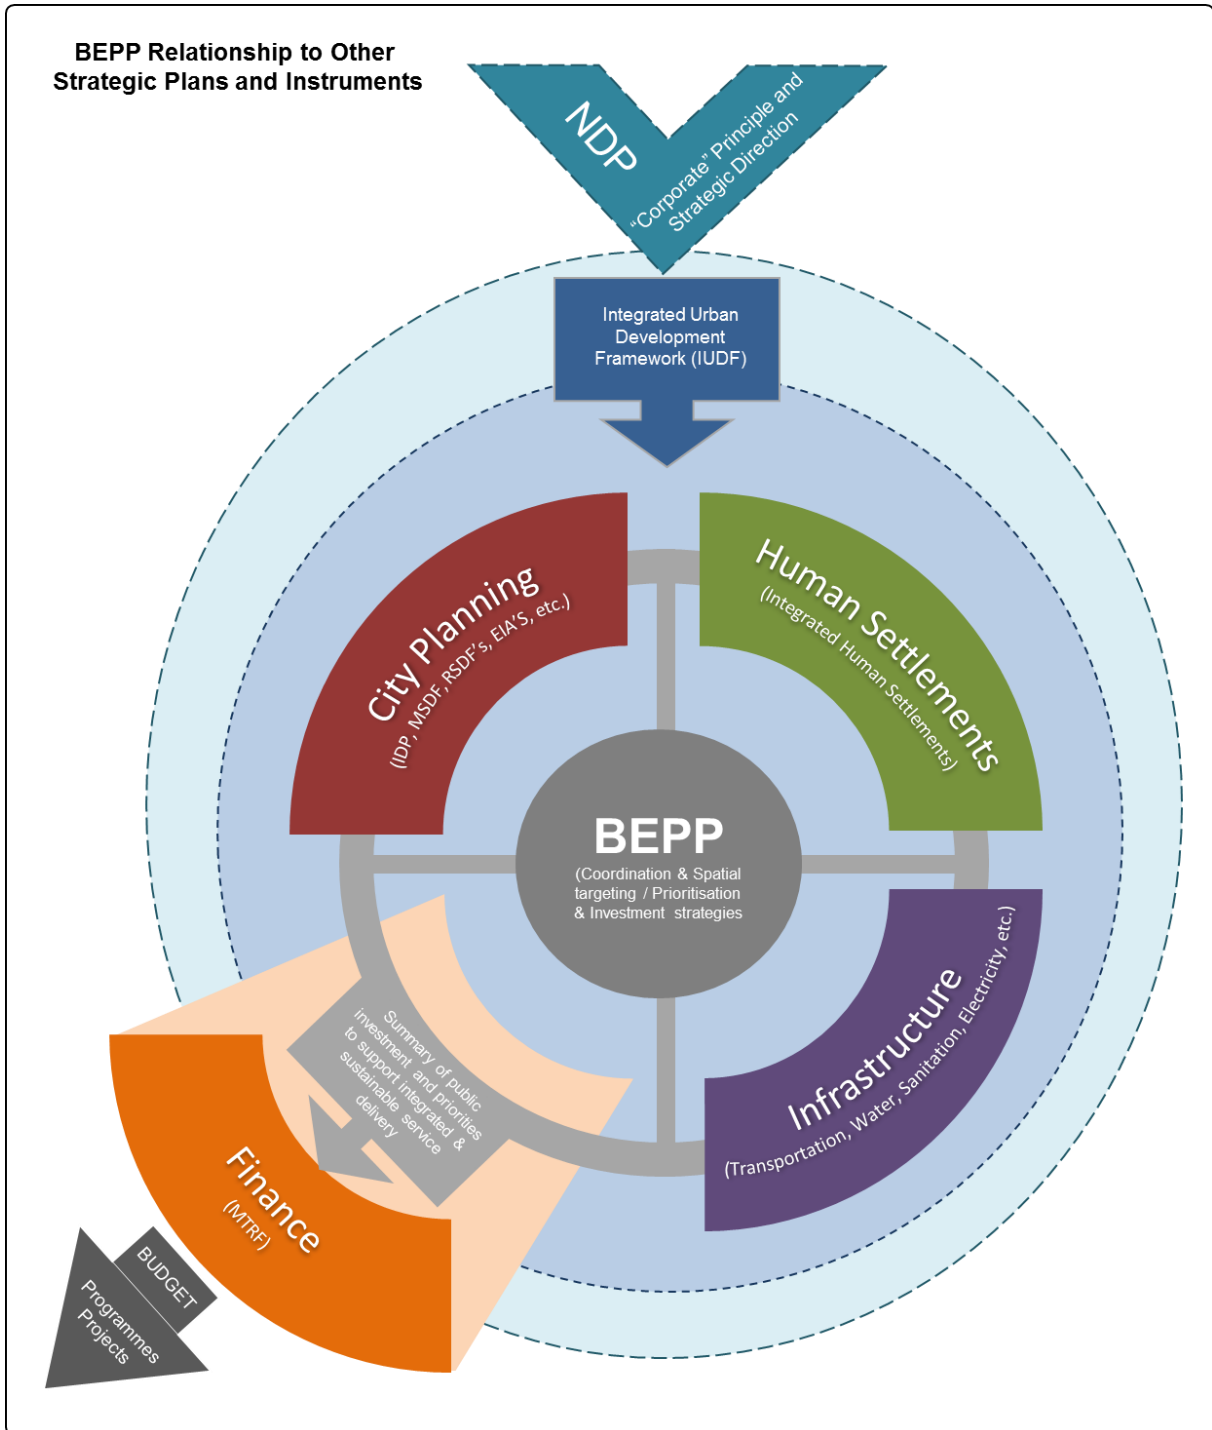 BEPP Relationship to Other
Strategic Plans and Instruments
NDP
“Corporate” Principle and
Strategic Direction
Integrated Urban
Development
Framework (IUDF)
City Planning
(IDP, MSDF, RSDF’s, EIA’S, etc.)
Human Settlements
(Integrated Human Settlements)
BEPP
(Coordination & Spatial
targeting / Prioritisation
& Investment strategies
Infrastructure
(Transportation, Water, Sanitation, Electricity, etc.)
Summary of public
investment and priorities
to support integrated &
sustainable service
delivery
Finance
(MTRF)
BUDGET
Programmes
Projects